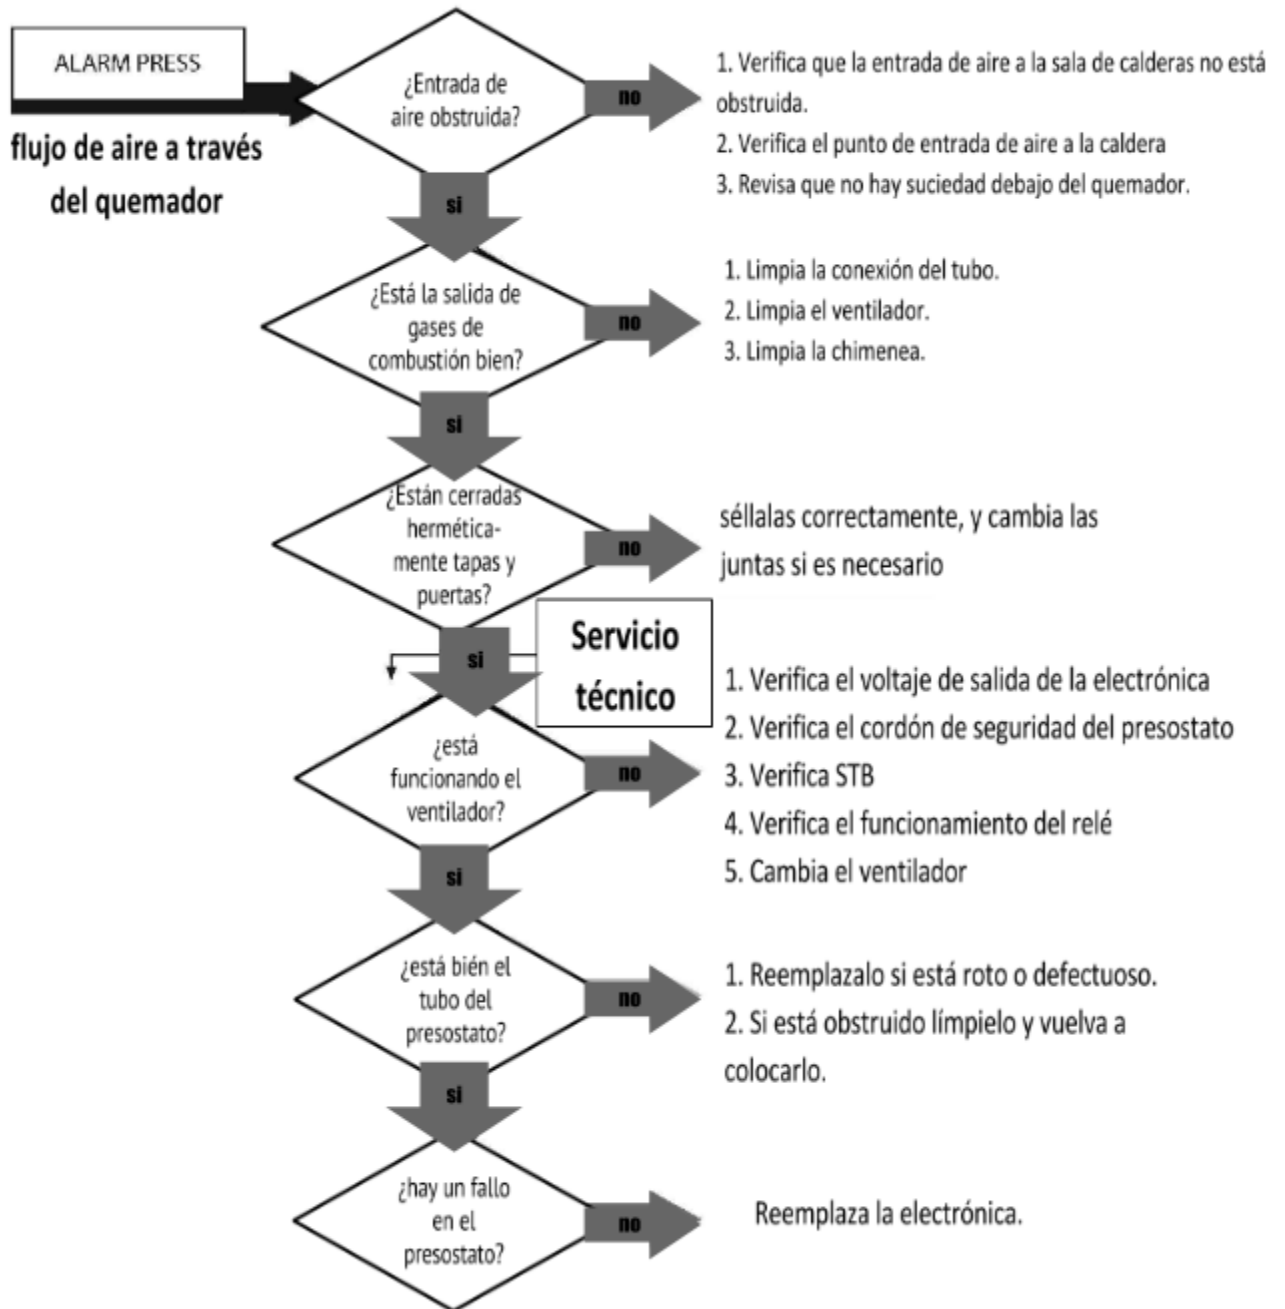 ALARM PRESS
flujo de aire a través
del quemador
¿Entrada de
aire obstruida?
no
1. Verifica que la entrada de aire a la sala de calderas no está
obstruida.
2. Verifica el punto de entrada de aire a la caldera
3. Revisa que no hay suciedad debajo del quemador.
si
¿Está la salida de
gases de
combustión bien?
no
1. Limpia la conexión del tubo.
2. Limpia el ventilador.
3. Limpia la chimenea.
si
¿Están cerradas
hermética-
mente tapas y
puertas?
no
séllalas correctamente, y cambia las
juntas si es necesario
si
Servicio
técnico
¿está
funcionando el
ventilador?
no
1. Verifica el voltaje de salida de la electrónica
2. Verifica el cordón de seguridad del presostato
3. Verifica STB
4. Verifica el funcionamiento del relé
5. Cambia el ventilador
si
¿está bién el
tubo del
presostato?
no
1. Reemplazalo si está roto o defectuoso.
2. Si está obstruido límpielo y vuelva a
colocarlo.
si
¿hay un fallo
en el
presostato?
no
Reemplaza la electrónica.